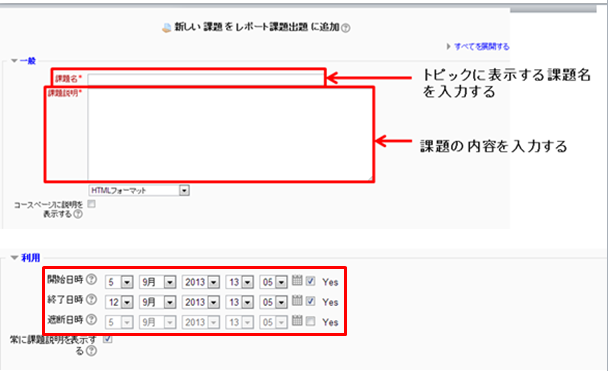 新しい課題をレポート課題出題に追加
すべてを展開する
一般
課題名*
トピックに表示する課題名
を入力する
課題説明*
課題の内容を入力する
HTMLフォーマット
コースページに説明を
表示する
利用
開始日時 5 9月 2013 13 05 Yes
終了日時 12 9月 2013 13 05 Yes
遮断日時 5 9月 2013 13 05 Yes
常に課題説明を表示す
る